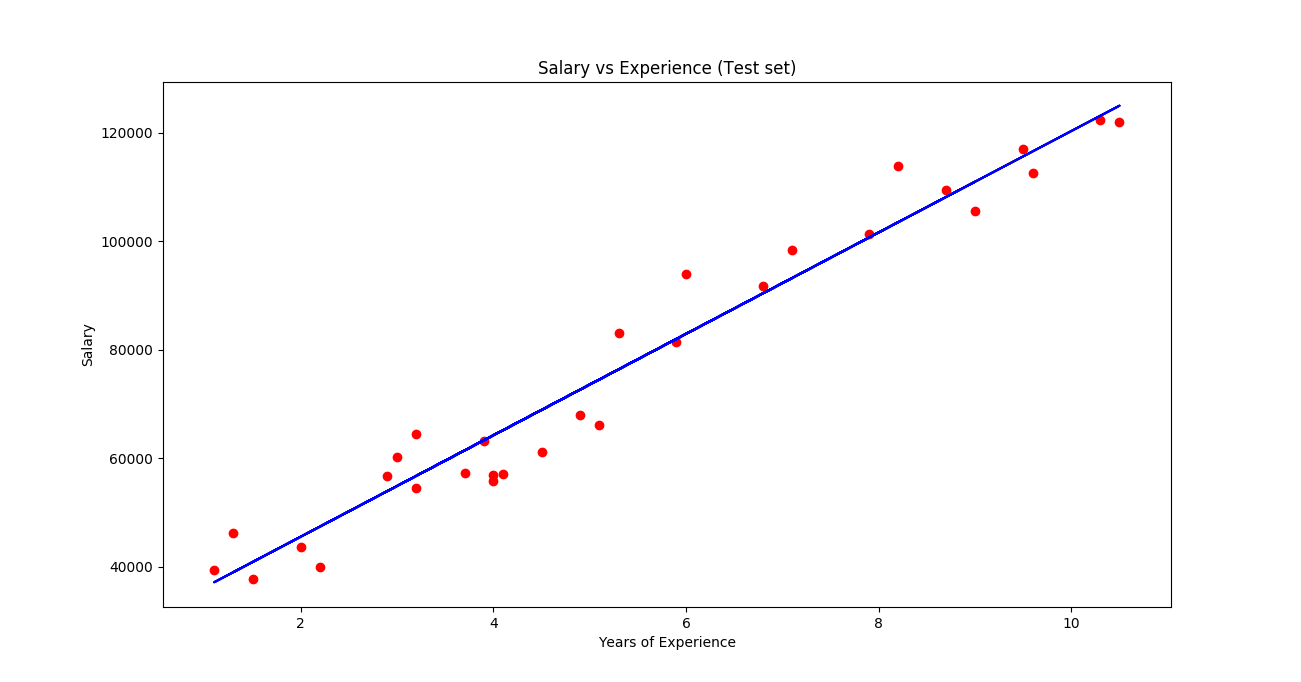 Salary vs Experience (Test set)
120000
100000
80000
60000
40000
Salary
2 4 6 8 10
Years of Experience